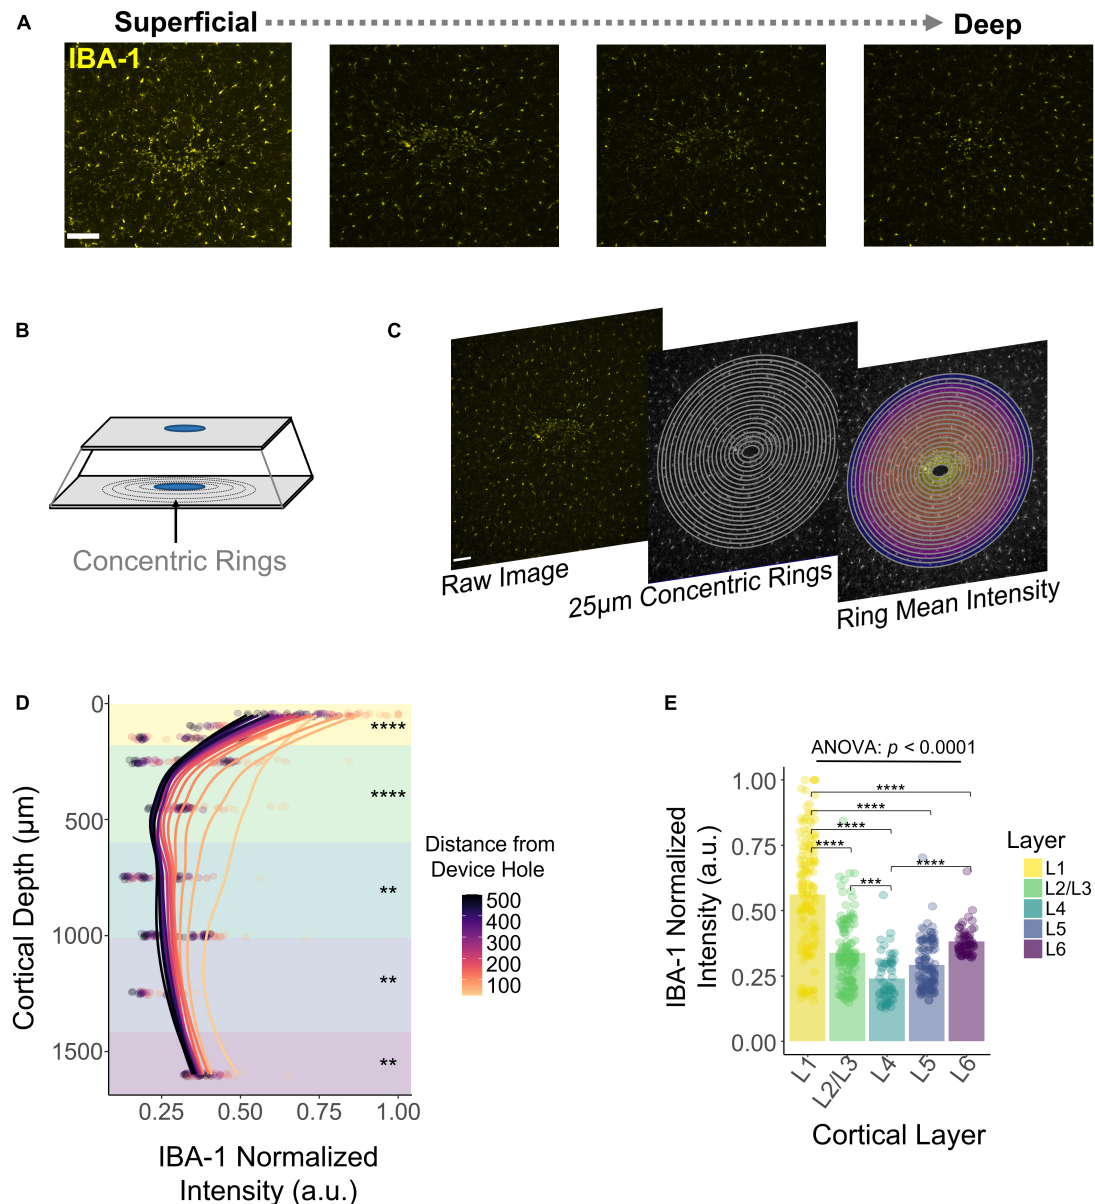 A
Superficial
Deep
IBA-1
B
Concentric Rings
C
Raw Image
25μm Concentric Rings
Ring Mean Intensity
D
0
500
1000
1500
Cortical Depth (μm)
****
****
**
**
**
0.25 0.50 0.75 1.00
IBA-1 Normalized
Intensity (a.u.)
Distance from
Device Hole
500
400
300
200
100
E
ANOVA: p < 0.0001
****
****
****
****
****
***
1.00
0.75
0.50
0.25
0.00
IBA-1 Normalized
Intensity (a.u.)
L1 L2/L3 L4 L5 L6
Cortical Layer
Layer
L1
L2/L3
L4
L5
L6